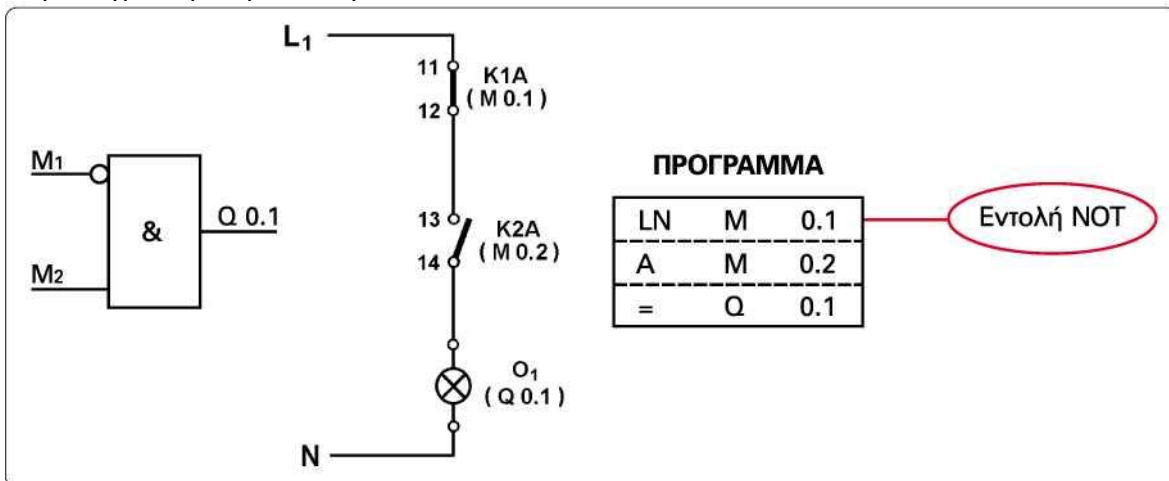 L₁
11
K1A
( M 0.1 )
12
M₁
&
Q 0.1
M₂
13
K2A
( M 0.2 )
14
O₁
( Q 0.1 )
N
ΠΡΟΓΡΑΜΜΑ
LN M 0.1
A M 0.2
= Q 0.1
Εντολή NOT